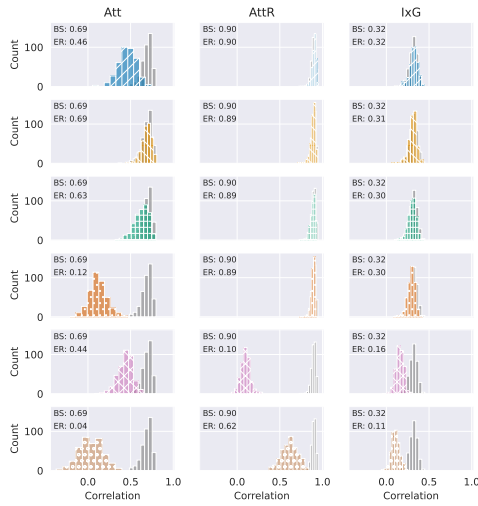 Att AttR IxG
BS: 0.69 BS: 0.90 BS: 0.32
ER: 0.46 ER: 0.90 ER: 0.32
Count
100
0
BS: 0.69 BS: 0.90 BS: 0.32
ER: 0.69 ER: 0.89 ER: 0.31
Count
100
0
BS: 0.69 BS: 0.90 BS: 0.32
ER: 0.63 ER: 0.89 ER: 0.30
Count
100
0
BS: 0.69 BS: 0.90 BS: 0.32
ER: 0.12 ER: 0.89 ER: 0.30
Count
100
0
BS: 0.69 BS: 0.90 BS: 0.32
ER: 0.44 ER: 0.10 ER: 0.16
Count
100
0
BS: 0.69 BS: 0.90 BS: 0.32
ER: 0.04 ER: 0.62 ER: 0.11
Count
100
0
0.0 0.5 1.0 0.0 0.5 1.0 0.0 0.5 1.0
Correlation Correlation Correlation